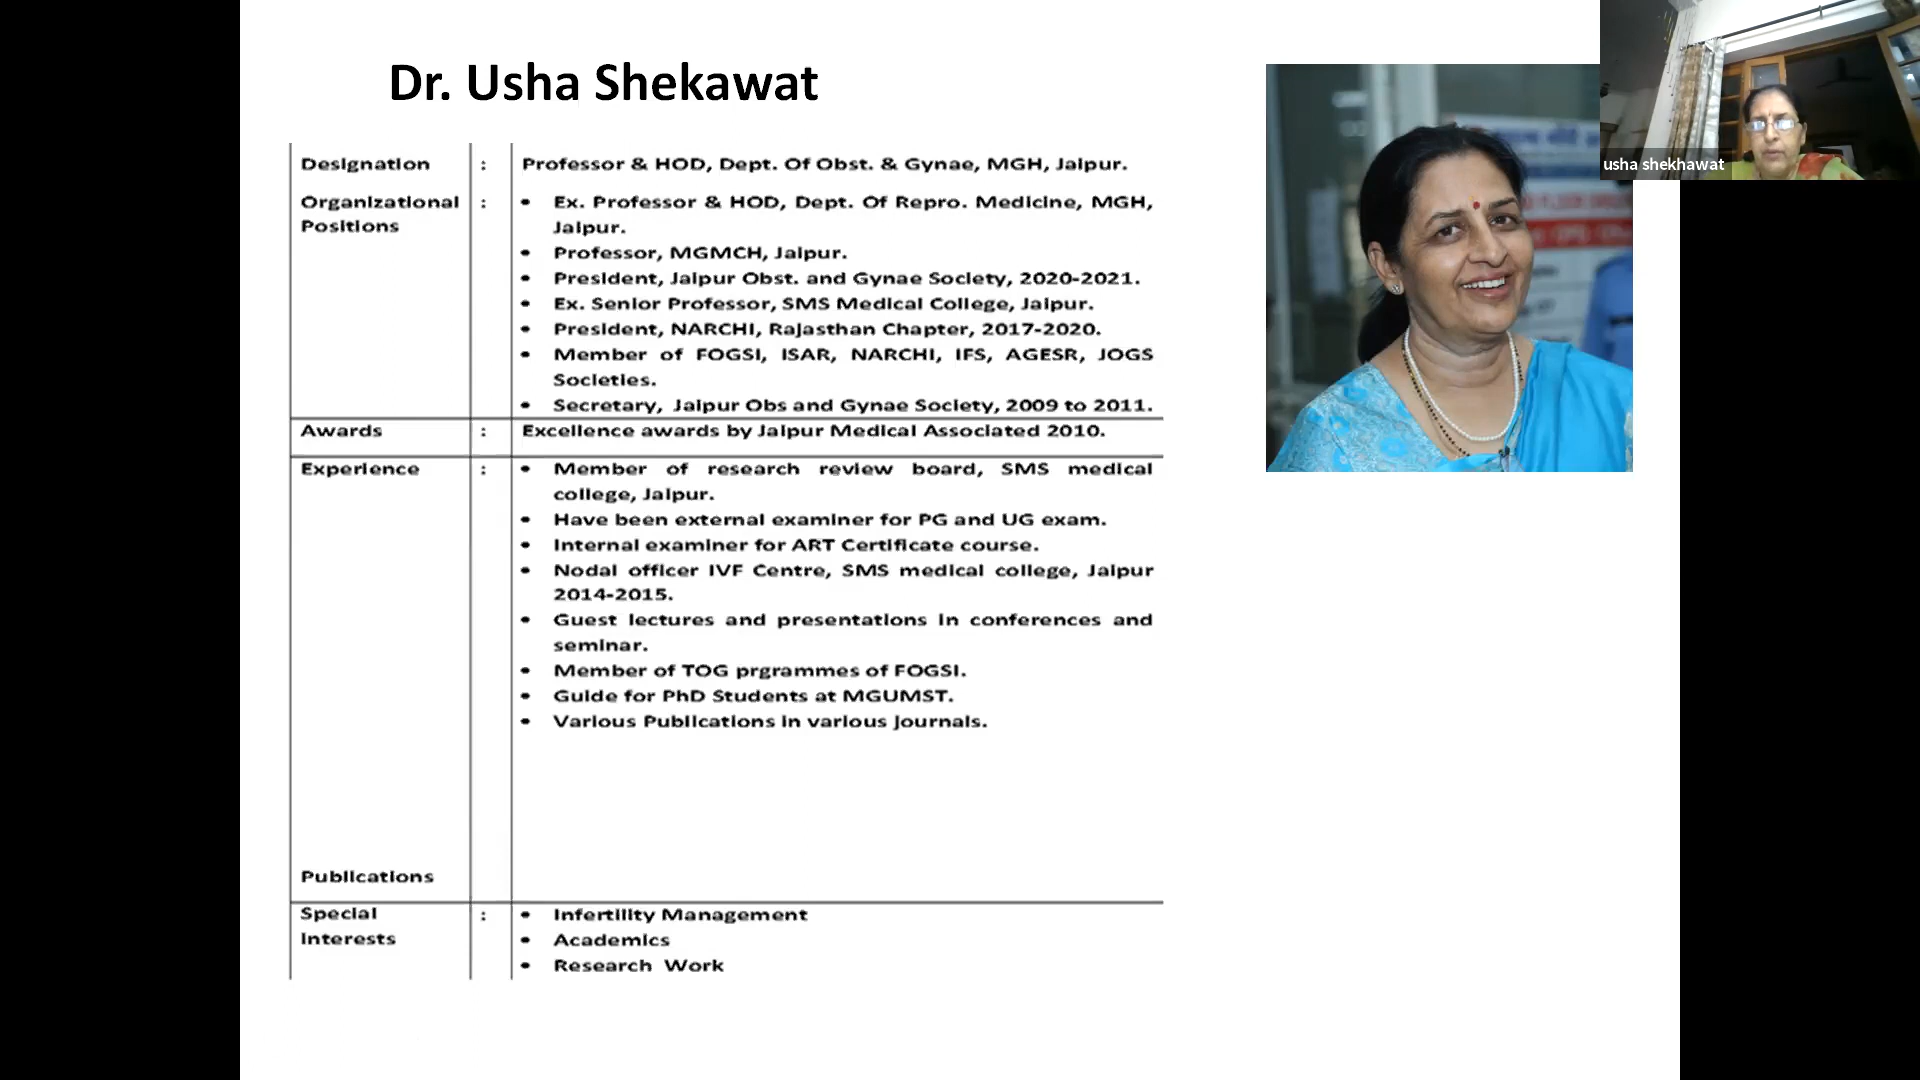 Dr. Usha Shekawat
usha shekhawat
Designation : Professor & HOD, Dept. Of Obst. & Gynae, MGH, Jaipur.
Organizational : • Ex. Professor & HOD, Dept. Of Repro. Medicine, MGH,
Positions Jaipur.
• Professor, MGMCH, Jaipur.
• President, Jaipur Obst. and Gynae Society, 2020-2021.
• Ex. Senior Professor, SMS Medical College, Jaipur.
• President, NARCHI, Rajasthan Chapter, 2017-2020.
• Member of FOGSI, ISAR, NARCHI, IFS, AGESR, JOGS
Societies.
• Secretary, Jaipur Obs and Gynae Society, 2009 to 2011.
Awards : Excellence awards by Jaipur Medical Associated 2010.
Experience : • Member of research review board, SMS medical
college, Jaipur.
• Have been external examiner for PG and UG exam.
• Internal examiner for ART Certificate course.
• Nodal officer IVF Centre, SMS medical college, Jaipur
2014-2015.
• Guest lectures and presentations in conferences and
seminar.
• Member of TOG prgrammes of FOGSI.
• Guide for PhD Students at MGUMST.
• Various Publications in various journals.
Publications
Special : • Infertility Management
Interests • Academics
• Research Work